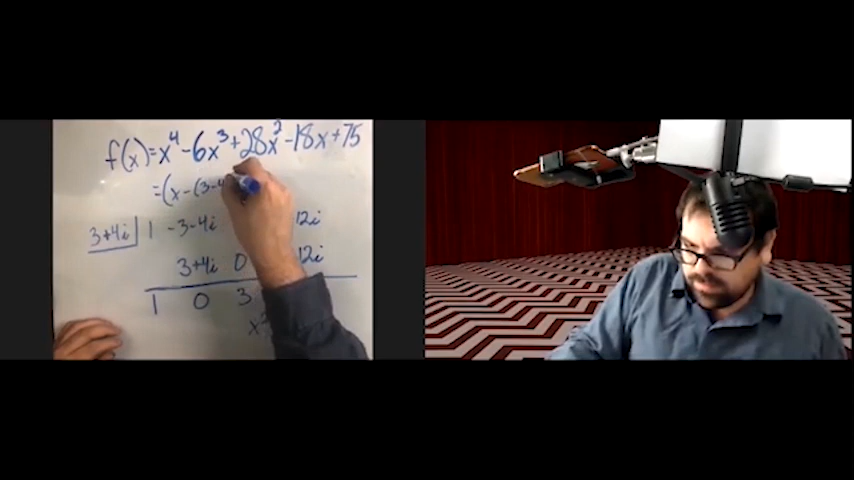 f(x)=x⁴-6x³+28x²-18x+75
=(x-(3-4
3+4i| 1 -3-4i 12i
3+4i 0 12i
1 0 3
x²